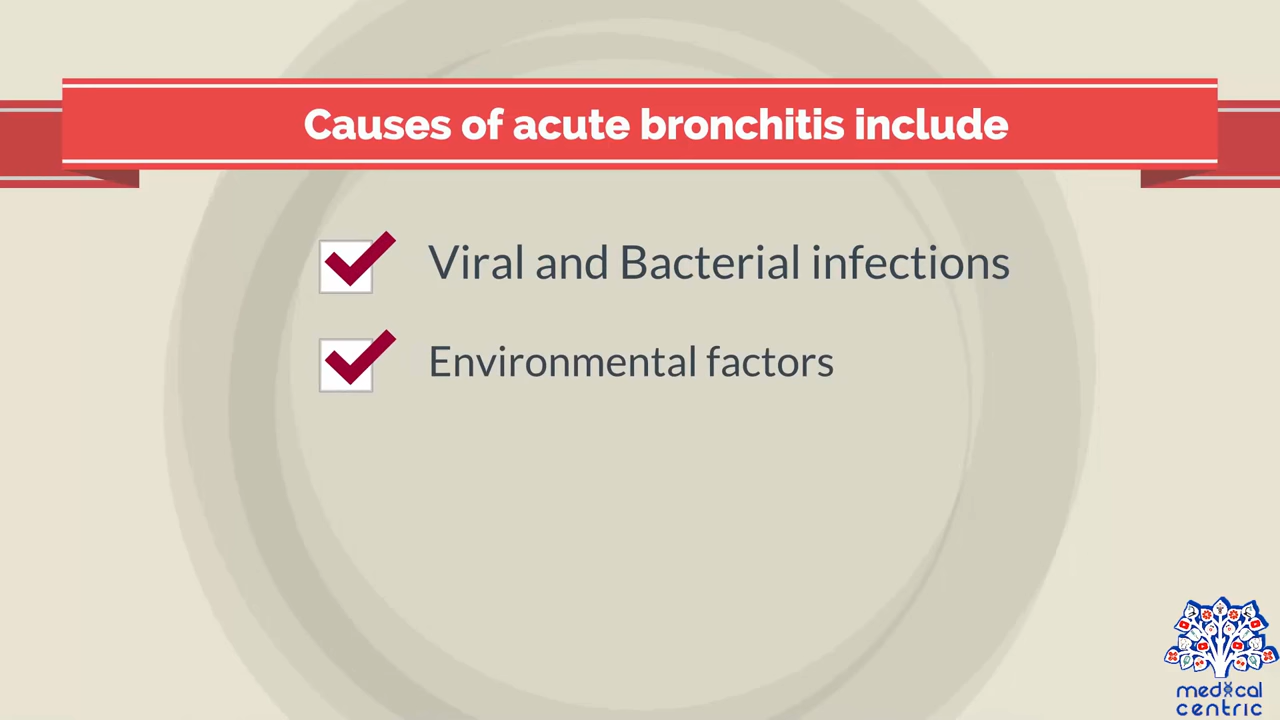 Causes of acute bronchitis include
Viral and Bacterial infections
Environmental factors
medical
centric